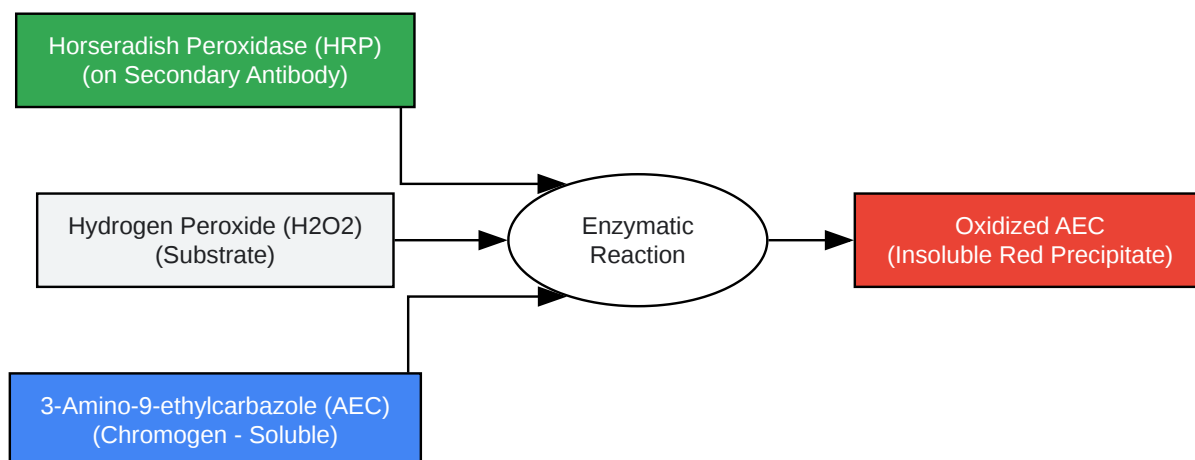 Horseradish Peroxidase (HRP)
(on Secondary Antibody)
Hydrogen Peroxide (H2O2)
(Substrate)
3-Amino-9-ethylcarbazole (AEC)
(Chromogen - Soluble)
Enzymatic
Reaction
Oxidized AEC
(Insoluble Red Precipitate)